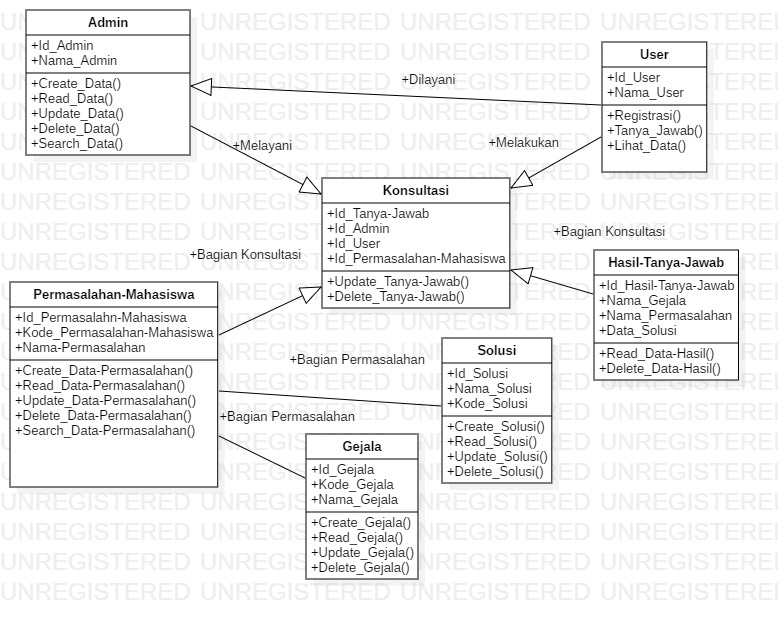 Admin
+Id_Admin
+Nama_Admin
+Create_Data()
+Read_Data()
+Update_Data()
+Delete_Data()
+Search_Data()
User
+Id_User
+Nama_User
+Registrasi()
+Tanya_Jawab()
+Lihat_Data()
+Dilayani
+Melayani
+Melakukan
Konsultasi
+Id_Tanya-Jawab
+Id_Admin
+Id_User
+Id_Permasalahan-Mahasiswa
+Update_Tanya-Jawab()
+Delete_Tanya-Jawab()
+Bagian Konsultasi
+Bagian Konsultasi
Hasil-Tanya-Jawab
+Id_Hasil-Tanya-Jawab
+Nama_Gejala
+Nama_Permasalahan
+Data_Solusi
+Read_Data-Hasil()
+Delete_Data-Hasil()
Permasalahan-Mahasiswa
+Id_Permasalahn-Mahasiswa
+Kode_Permasalahan-Mahasiswa
+Nama-Permasalahan
+Create_Data-Permasalahan()
+Read_Data-Permasalahan()
+Update_Data-Permasalahan()
+Delete_Data-Permasalahan()
+Search_Data-Permasalahan()
+Bagian Permasalahan
+Bagian Permasalahan
Solusi
+Id_Solusi
+Nama_Solusi
+Kode_Solusi
+Create_Solusi()
+Read_Solusi()
+Update_Solusi()
+Delete_Solusi()
Gejala
+Id_Gejala
+Kode_Gejala
+Nama_Gejala
+Create_Gejala()
+Read_Gejala()
+Update_Gejala()
+Delete_Gejala()
UNREGISTERED UNREGISTERED UNREGISTERED UNREGISTERED